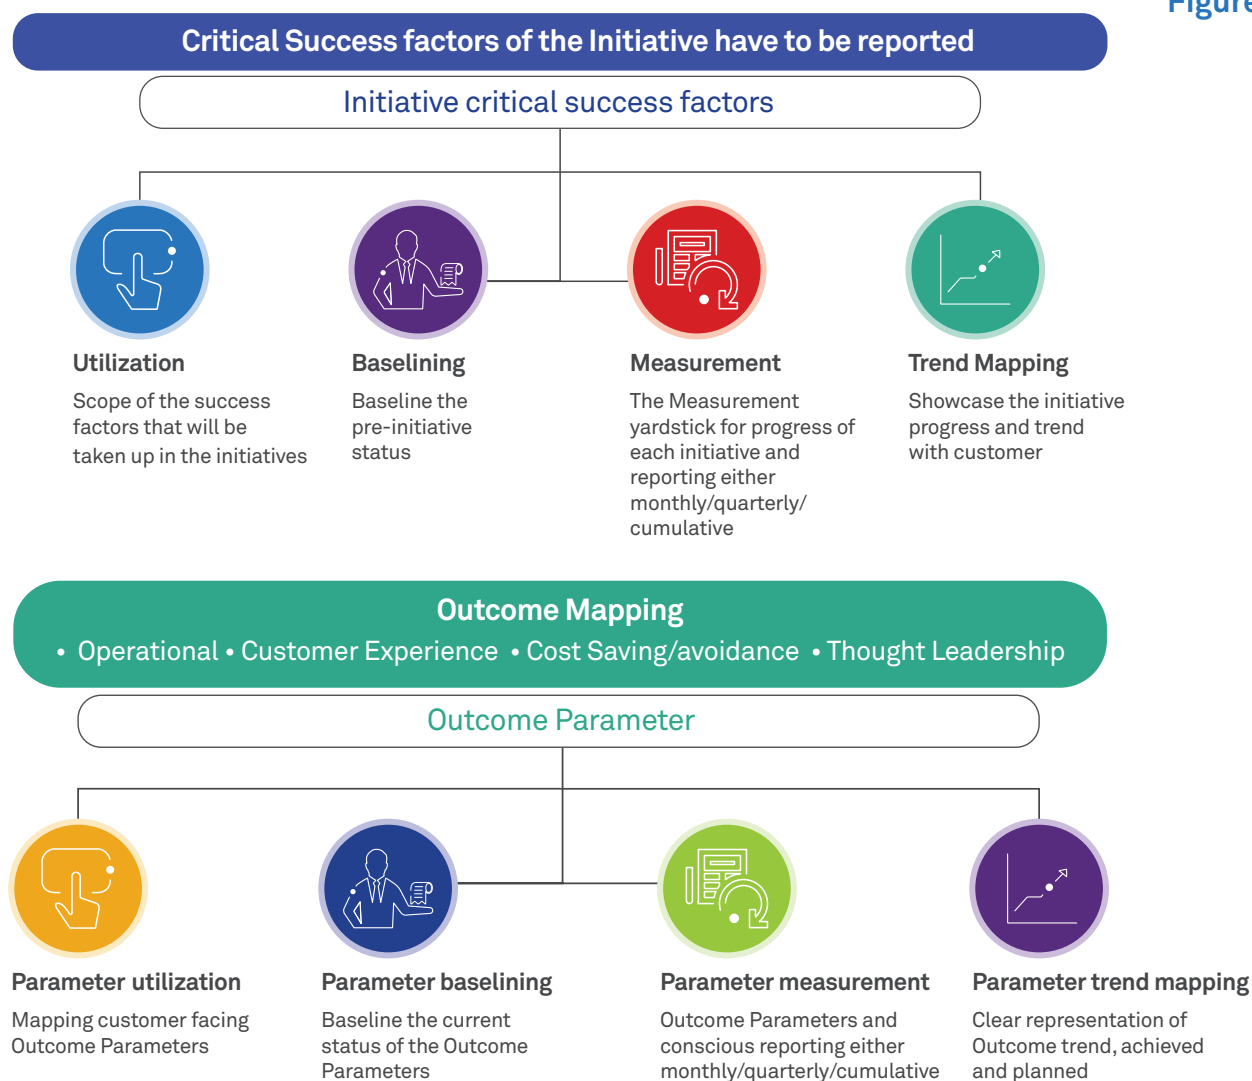 Figure
Critical Success factors of the Initiative have to be reported
Initiative critical success factors
Utilization
Scope of the success
factors that will be
taken up in the initiatives
Baselining
Baseline the
pre-initiative
status
Measurement
The Measurement
yardstick for progress of
each initiative and
reporting either
monthly/quarterly/
cumulative
Trend Mapping
Showcase the initiative
progress and trend
with customer
Outcome Mapping
• Operational • Customer Experience • Cost Saving/avoidance • Thought Leadership
Outcome Parameter
Parameter utilization
Mapping customer facing
Outcome Parameters
Parameter baselining
Baseline the current
status of the Outcome
Parameters
Parameter measurement
Outcome Parameters and
conscious reporting either
monthly/quarterly/cumulative
Parameter trend mapping
Clear representation of
Outcome trend, achieved
and planned